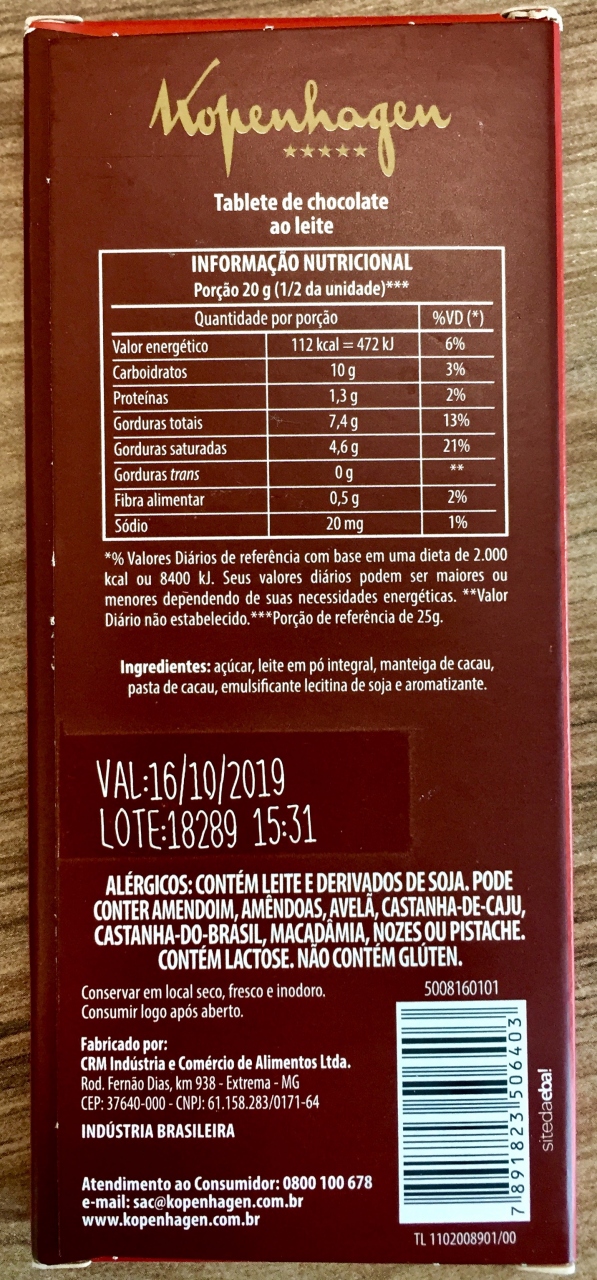 Kopenhagen
Tablete de chocolate
ao leite
INFORMAÇÃO NUTRICIONAL
Porção 20 g (1/2 da unidade)***
Quantidade por porção %VD (*)
Valor energético 112 kcal = 472 kJ 6%
Carboidratos 10 g 3%
Proteínas 1,3 g 2%
Gorduras totais 7,4 g 13%
Gorduras saturadas 4,6 g 21%
Gorduras trans 0 g **
Fibra alimentar 0,5 g 2%
Sódio 20 mg 1%
*% Valores Diários de referência com base em uma dieta de 2.000
kcal ou 8400 kJ. Seus valores diários podem ser maiores ou
menores dependendo de suas necessidades energéticas. **Valor
Diário não estabelecido.***Porção de referência de 25g.
Ingredientes: açúcar, leite em pó integral, manteiga de cacau,
pasta de cacau, emulsificante lecitina de soja e aromatizante.
VAL:16/10/2019
LOTE:18289 15:31
ALÉRGICOS: CONTÉM LEITE E DERIVADOS DE SOJA. PODE
CONTER AMENDOIM, AMÊNDOAS, AVELÃ, CASTANHA-DE-CAJU,
CASTANHA-DO-BRASIL, MACADÂMIA, NOZES OU PISTACHE.
CONTÉM LACTOSE. NÃO CONTÉM GLÚTEN.
Conservar em local seco, fresco e inodoro.
Consumir logo após aberto.
5008160101
Fabricado por:
CRM Indústria e Comércio de Alimentos Ltda.
Rod. Fernão Dias, km 938 - Extrema - MG
CEP: 37640-000 - CNPJ: 61.158.283/0171-64
INDÚSTRIA BRASILEIRA
Atendimento ao Consumidor: 0800 100 678
e-mail: sac@kopenhagen.com.br
www.kopenhagen.com.br
7 891823 506403
sitedaeba!
TL 1102008901/00